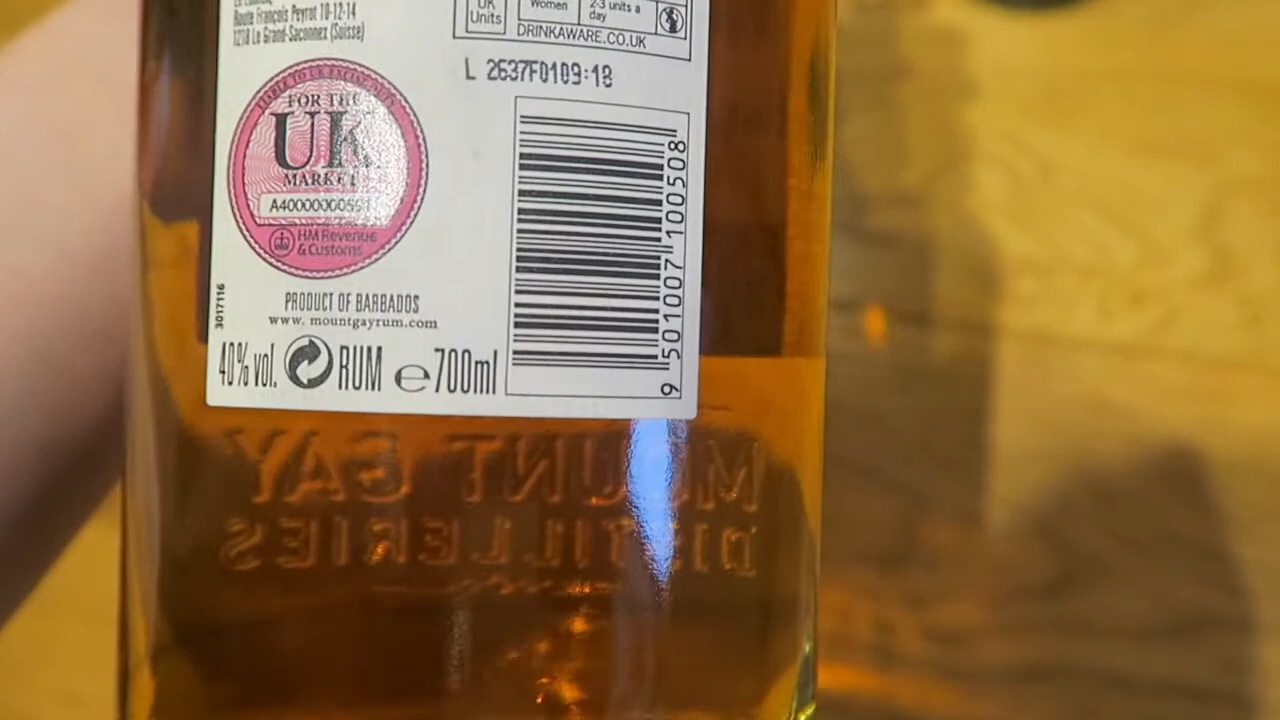 Route François Peyrot 10-12-14
1218 Le Grand-Saconnex (Suisse)
UK
Units
Women
2-3 units a
day
DRINKAWARE.CO.UK
L 2637F0109:18
FOR THE
UK
MARKET
HM Revenue
& Customs
3017116
PRODUCT OF BARBADOS
www. mountgayrum.com
40% vol.
RUM e 700ml
9 501007 100508
MOUNT GAY
DISTILLERIES